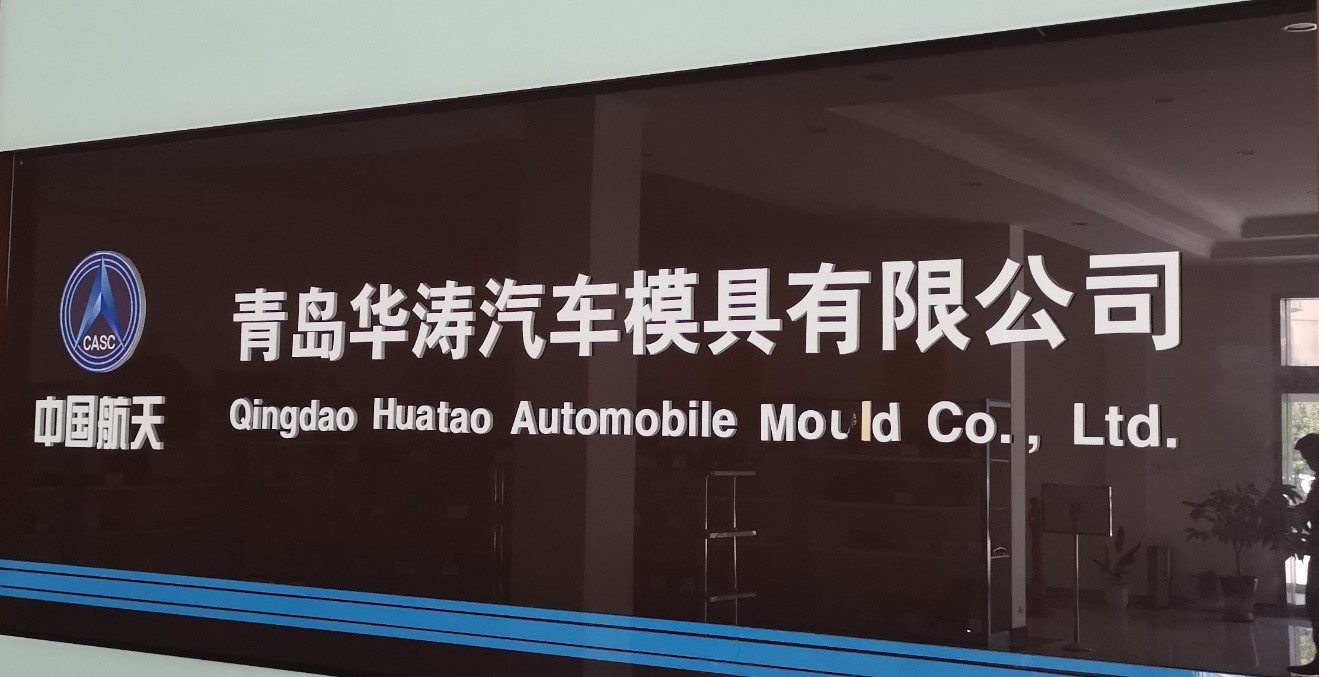 CASC
中国航天
青岛华涛汽车模具有限公司
Qingdao Huatao Automobile Mould Co., Ltd.